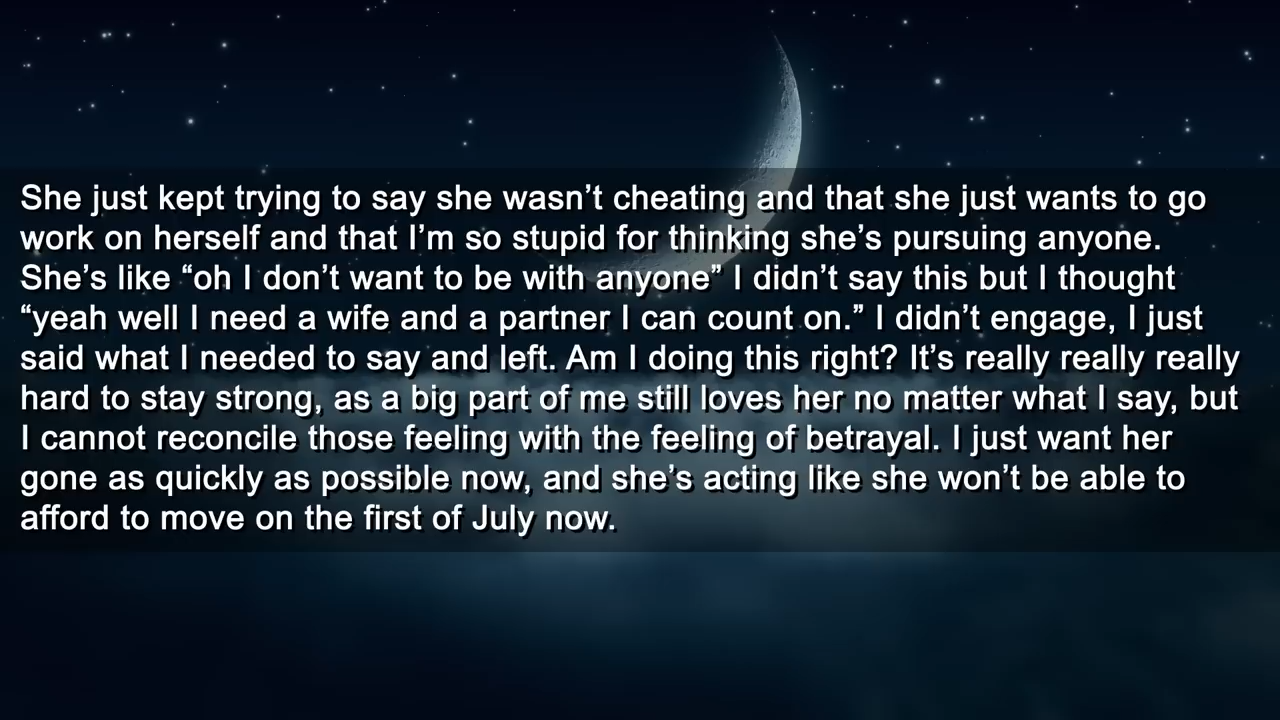 She just kept trying to say she wasn’t cheating and that she just wants to go
work on herself and that I’m so stupid for thinking she’s pursuing anyone.
She’s like “oh I don’t want to be with anyone” I didn’t say this but I thought
“yeah well I need a wife and a partner I can count on.” I didn’t engage, I just
said what I needed to say and left. Am I doing this right? It’s really really really
hard to stay strong, as a big part of me still loves her no matter what I say, but
I cannot reconcile those feeling with the feeling of betrayal. I just want her
gone as quickly as possible now, and she’s acting like she won’t be able to
afford to move on the first of July now.